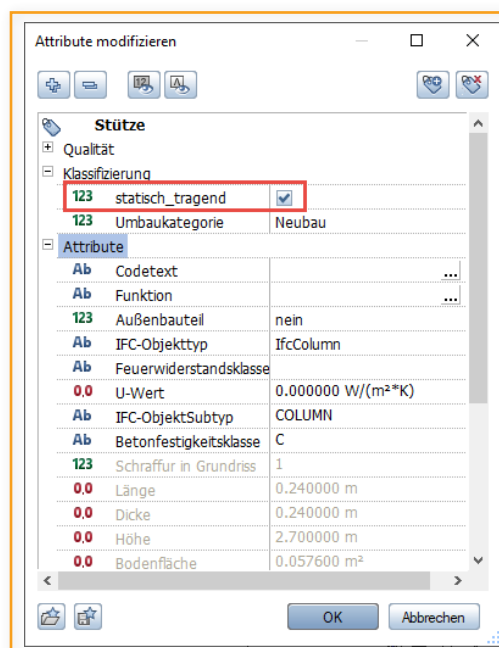 Attribute modifizieren
12 A
Stütze
Qualität
Klassifizierung
123 statisch_tragend
123 Umbaukategorie Neubau
Attribute
Ab Codetext ...
Ab Funktion ...
123 Außenbauteil nein
Ab IFC-Objekttyp IfcColumn
Ab Feuerwiderstandsklasse
0,0 U-Wert 0.000000 W/(m²*K)
Ab IFC-ObjektSubtyp COLUMN
Ab Betonfestigkeitsklasse C
123 Schraffur in Grundriss 1
0,0 Länge 0.240000 m
0,0 Dicke 0.240000 m
0,0 Höhe 2.700000 m
0,0 Bodenfläche 0.057600 m²
OK Abbrechen